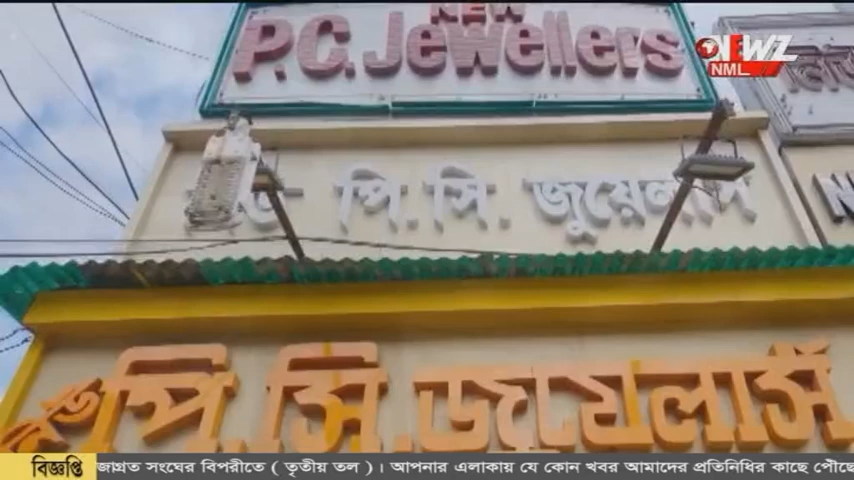 NEW
P.C. Jewellers
NEWZ
NML
পি. সি. জুয়েলার্স
নিউ পি. সি. জুয়েলার্স
বিজ্ঞপ্তি
জাগ্রত সংঘের বিপরীতে ( তৃতীয় তল ) । আপনার এলাকায় যে কোন খবর আমাদের প্রতিনিধির কাছে পৌছে